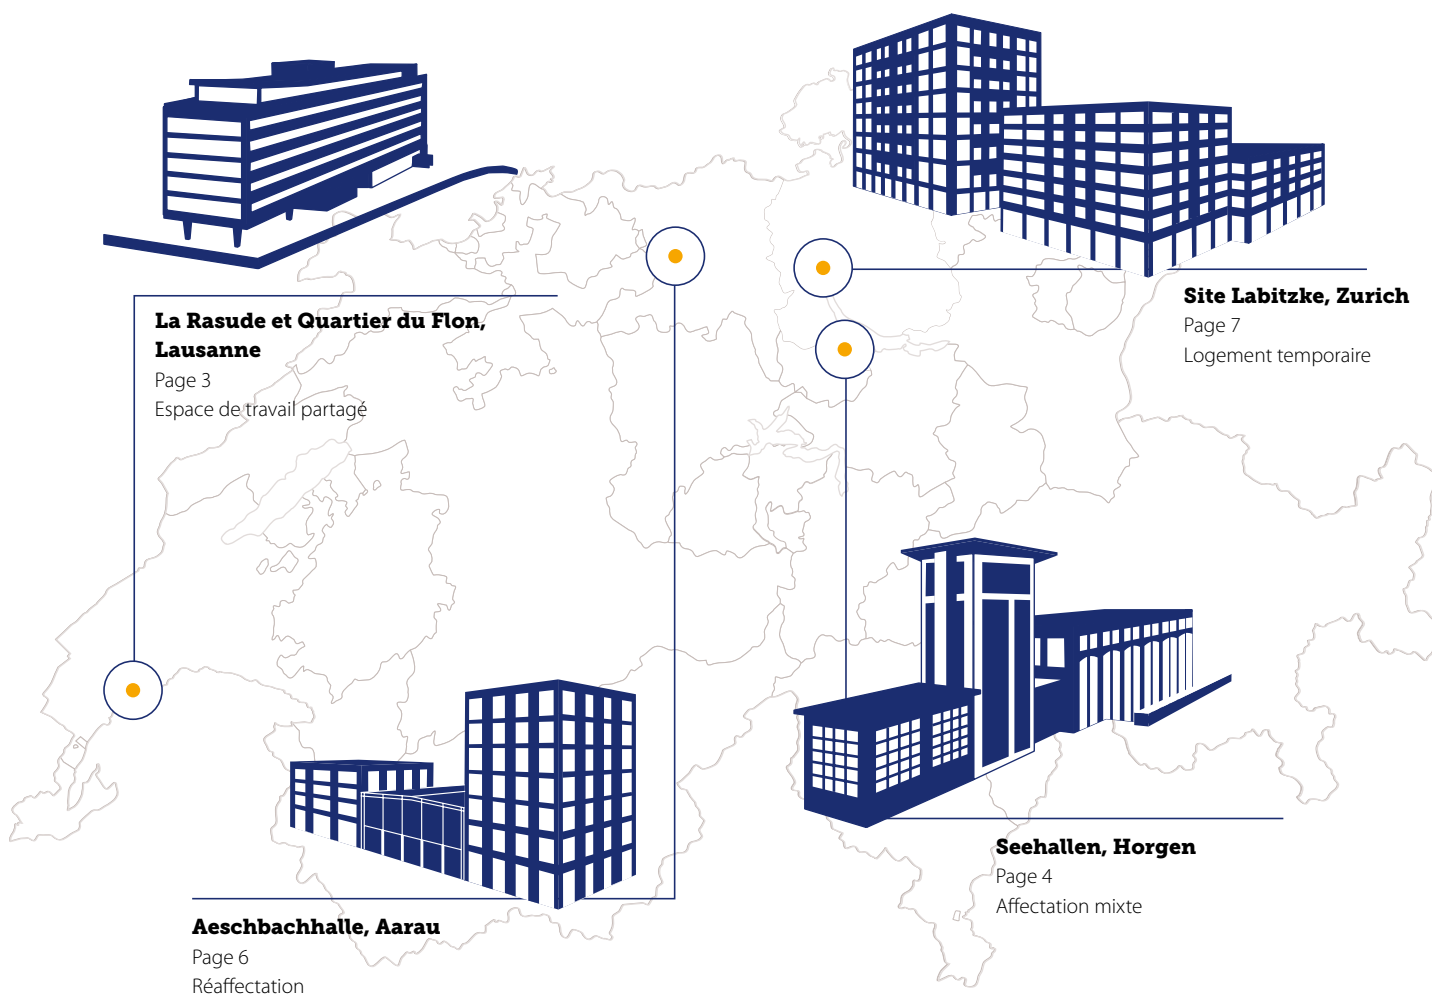 La Rasude et Quartier du Flon,
Lausanne
Page 3
Espace de travail partagé
Site Labitzke, Zurich
Page 7
Logement temporaire
Seehallen, Horgen
Page 4
Affectation mixte
Aeschbachhalle, Aarau
Page 6
Réaffectation